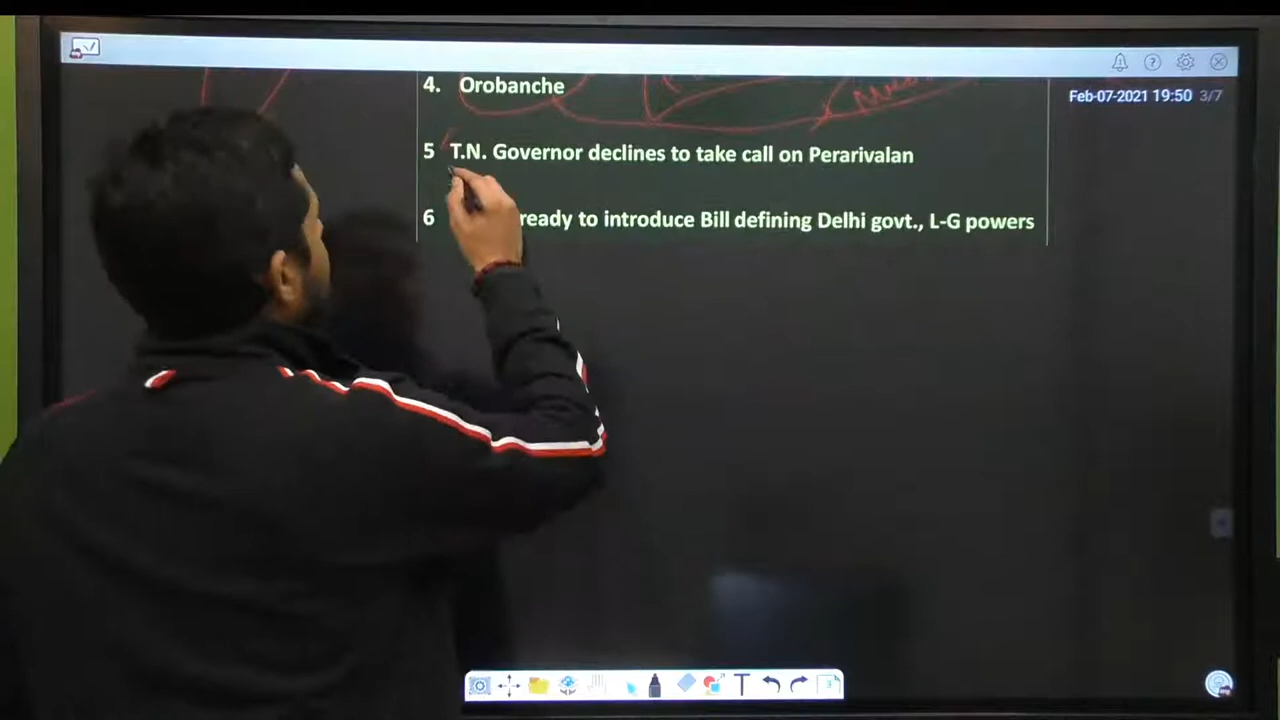 Feb-07-2021 19:50 3/7
4. Orobanche
5 T.N. Governor declines to take call on Perarivalan
6 ready to introduce Bill defining Delhi govt., L-G powers